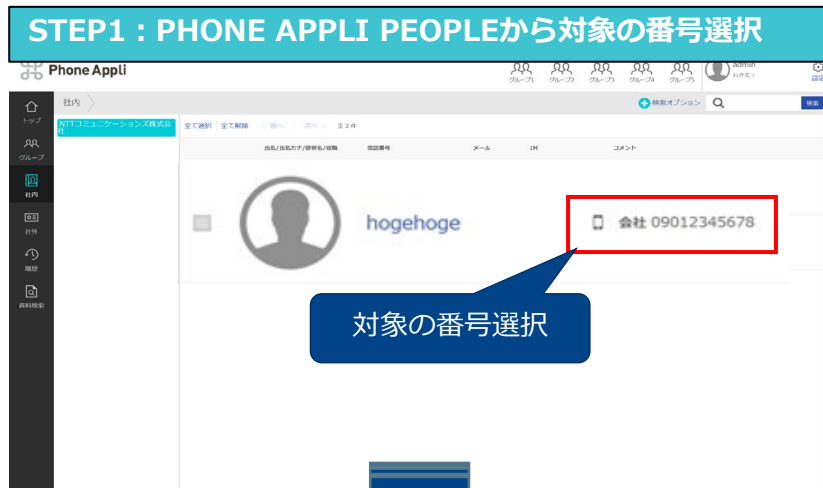 STEP1：PHONE APPLI PEOPLEから対象の番号選択
Phone Appli
グループ1 グループ2 グループ3 グループ4 グループ5
admin
設定
トップ
グループ
社内
社外
履歴
資料検索
社内
検索オプション
検索
NTTコミュニケーションズ株式会
社
全て選択 全て解除 前へ 次へ 全2件
氏名/氏名カナ/部署名/役職 電話番号 メール IM コメント
hogehoge
会社 09012345678
対象の番号選択